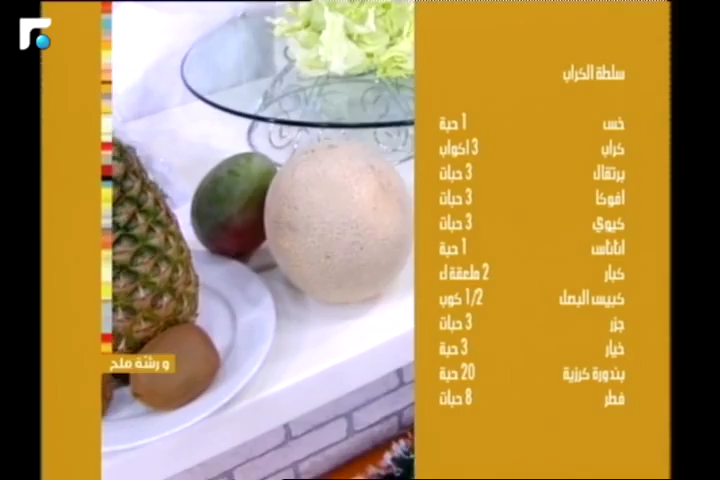 سلطة الكراب
خس 1 حبة
كراب 3 اكواب
برتقال 3 حبات
افوكا 3 حبات
كيوي 3 حبات
اناناس 1 حبة
كبار 2 ملعقة ك
كبيس البصل 1/2 كوب
جزر 3 حبات
خيار 3 حبة
بندورة كرزية 20 حبة
فطر 8 حبات
و رشّة ملح